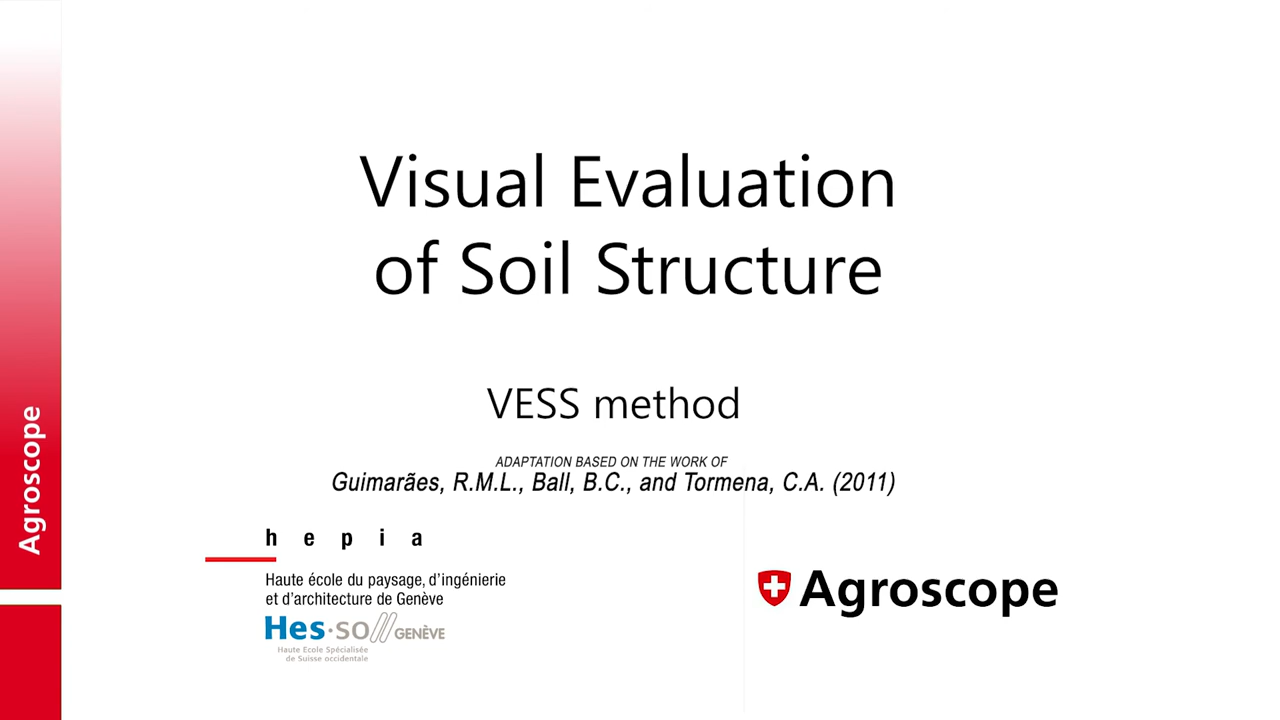 Visual Evaluation
of Soil Structure
VESS method
ADAPTATION BASED ON THE WORK OF
Guimarães, R.M.L., Ball, B.C., and Tormena, C.A. (2011)
Agroscope
h e p i a
Haute école du paysage, d'ingénierie
et d'architecture de Genève
Hes·so// GENÈVE
Haute Ecole Spécialisée
de Suisse occidentale
Agroscope